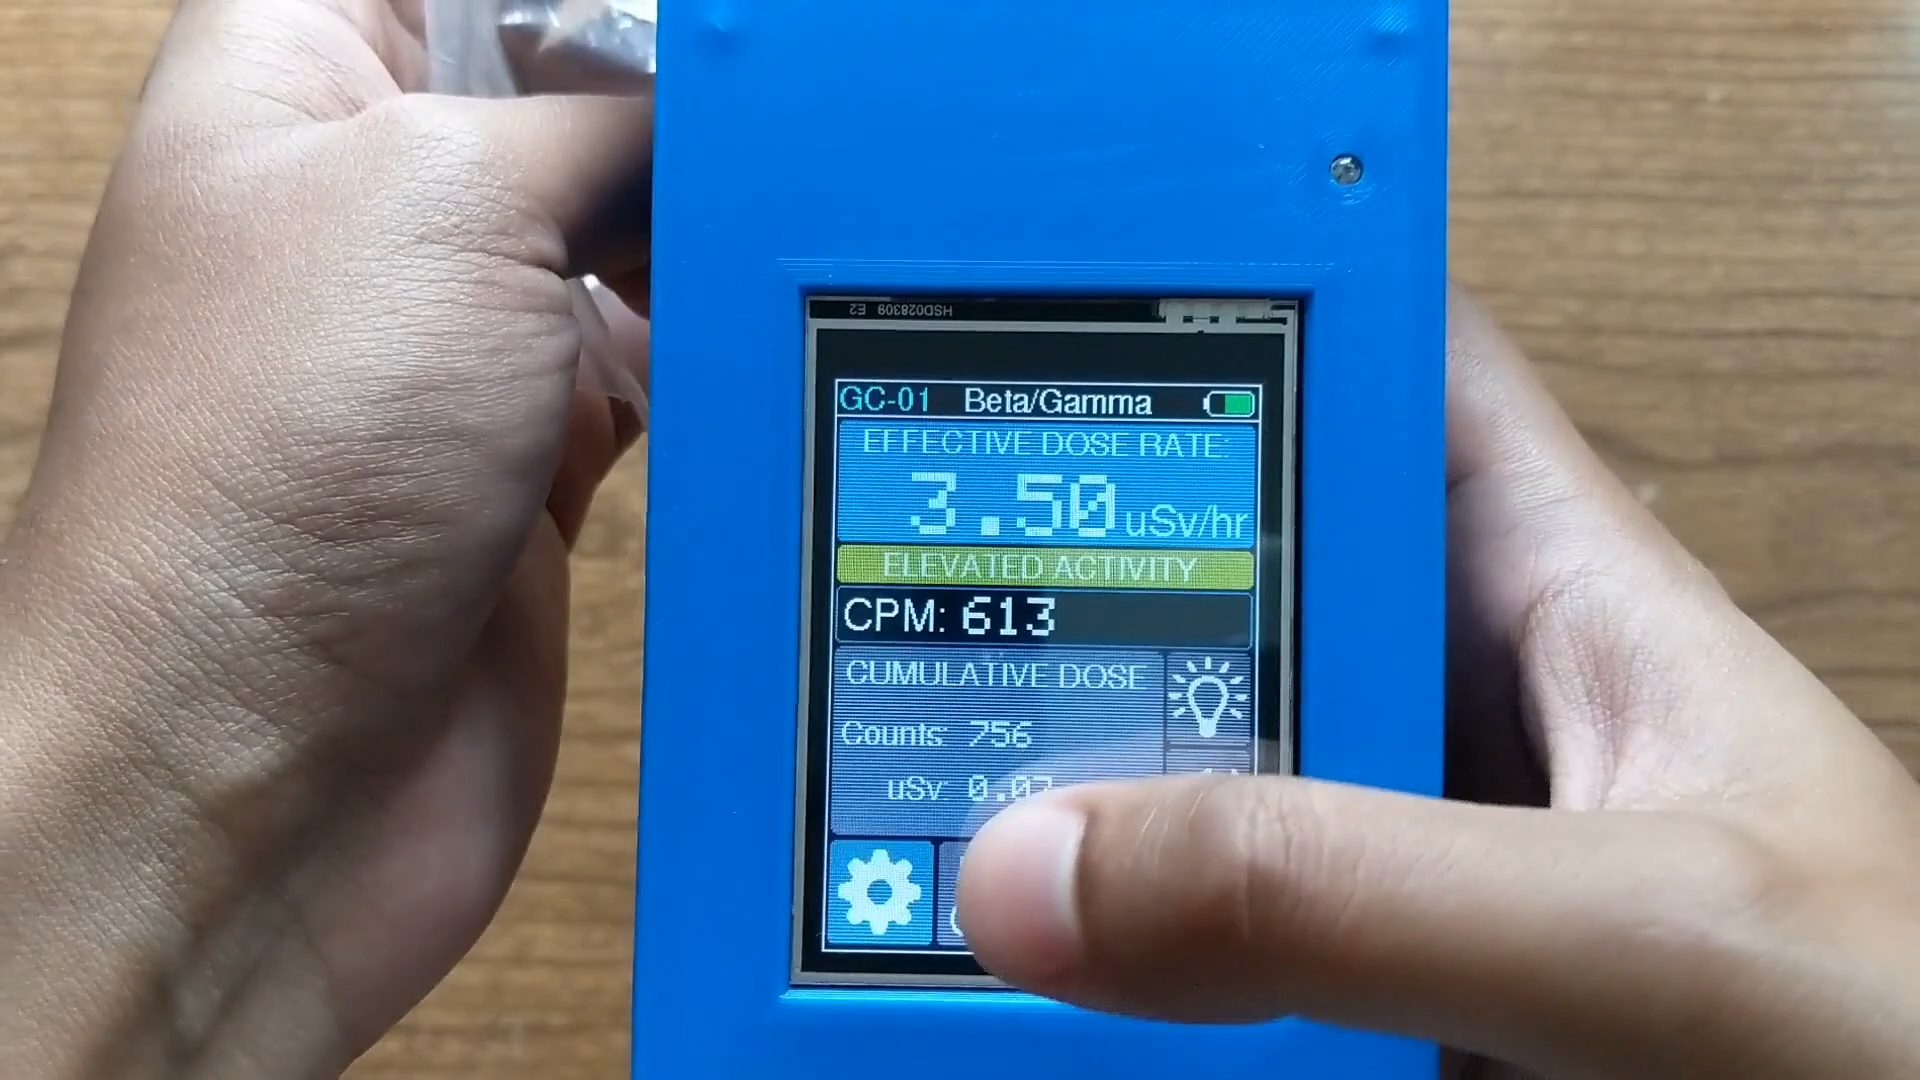 HSD028309 E2
GC-01 Beta/Gamma
EFFECTIVE DOSE RATE:
3.50 uSv/hr
ELEVATED ACTIVITY
CPM: 613
CUMULATIVE DOSE
Counts: 756
uSv: